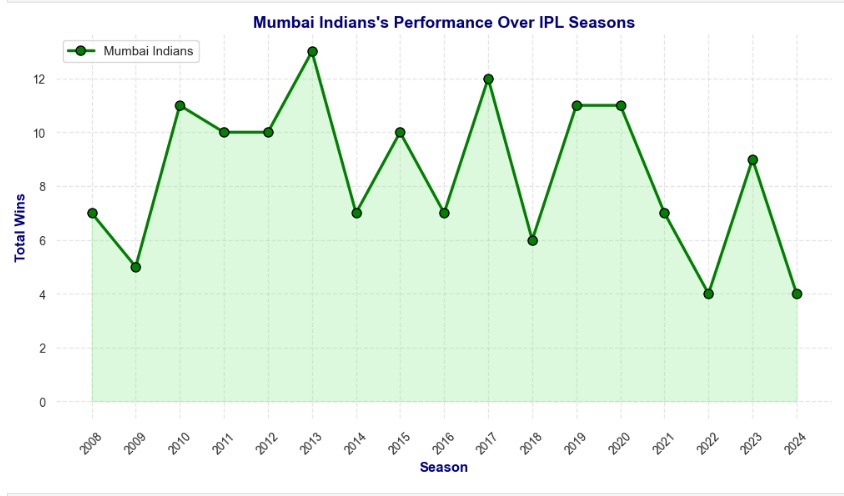 Mumbai Indians's Performance Over IPL Seasons
Mumbai Indians
12
10
8
6
4
2
0
Total Wins
2008 2009 2010 2011 2012 2013 2014 2015 2016 2017 2018 2019 2020 2021 2022 2023 2024
Season